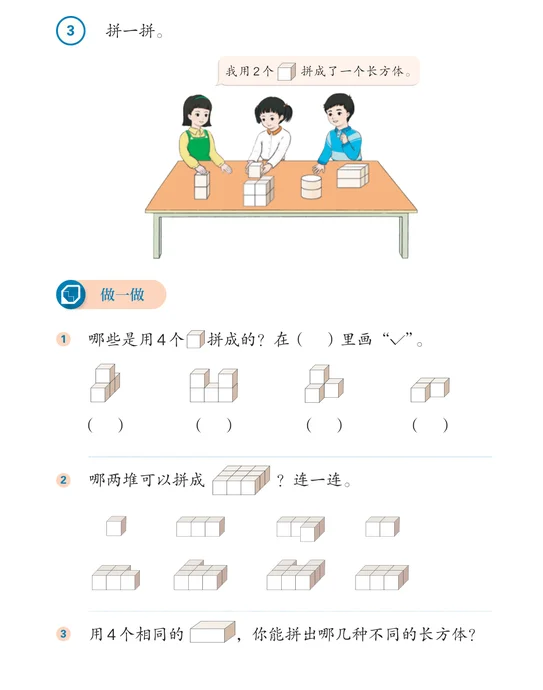 3 拼一拼。
我用2个 拼成了一个长方体。
做一做
1 哪些是用4个 拼成的？在（ ）里画“✓”。
（ ） （ ） （ ） （ ）
2 哪两堆可以拼成 ？连一连。
3 用4个相同的 ，你能拼出哪几种不同的长方体？